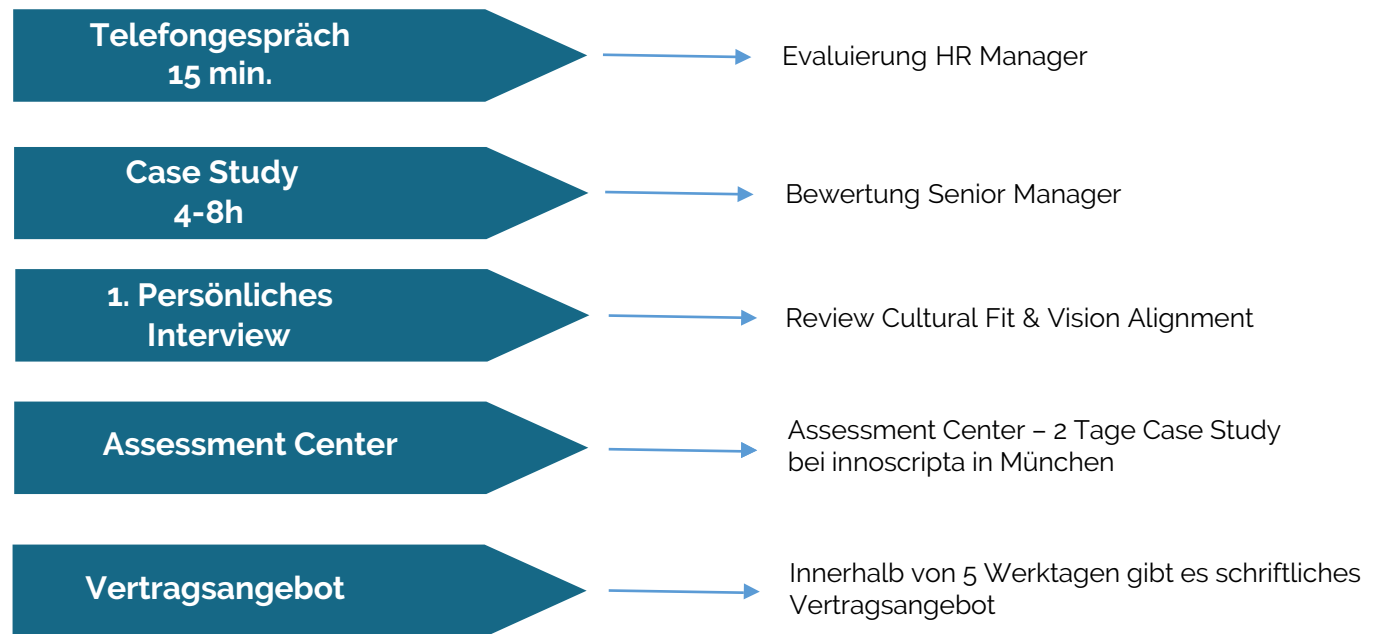 Telefongespräch
15 min.
Evaluierung HR Manager
Case Study
4-8h
Bewertung Senior Manager
1. Persönliches
Interview
Review Cultural Fit & Vision Alignment
Assessment Center
Assessment Center – 2 Tage Case Study
bei innoscripta in München
Vertragsangebot
Innerhalb von 5 Werktagen gibt es schriftliches
Vertragsangebot